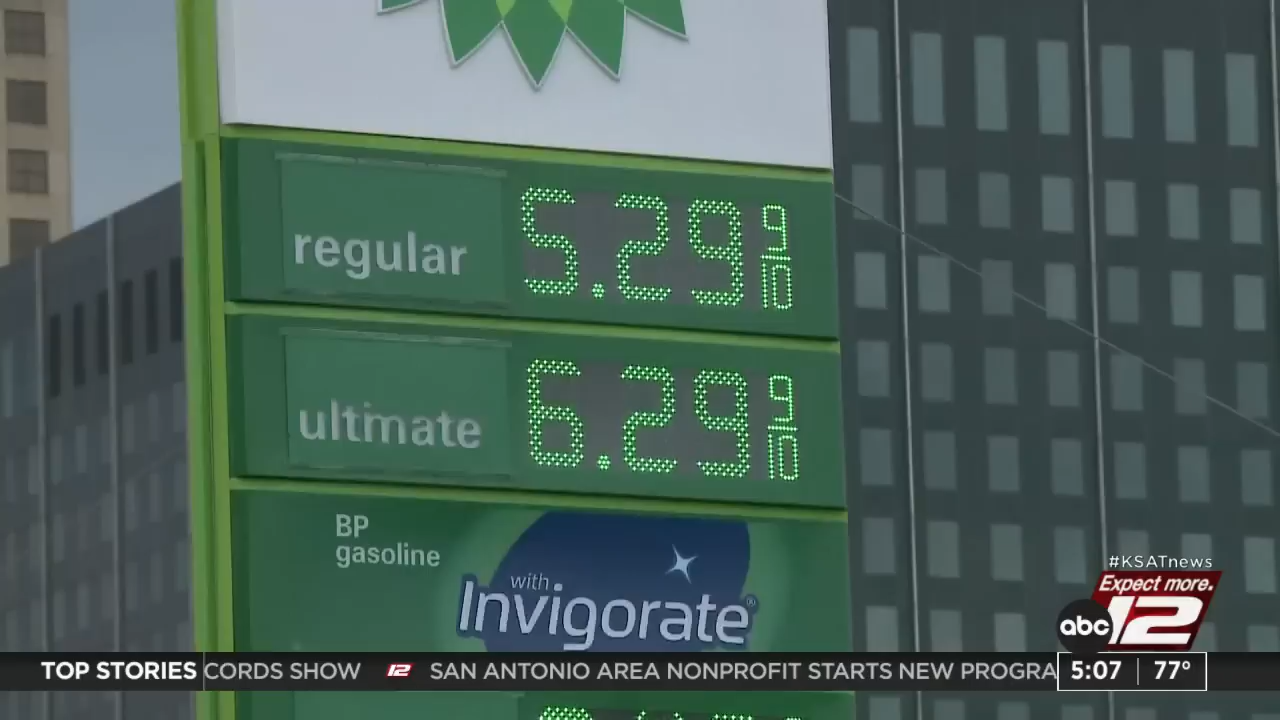 regular 5.29 9/10
ultimate 6.29 9/10
BP
gasoline
with
Invigorate®
#KSATnews
Expect more.
abc 12
TOP STORIES CORDS SHOW 12 SAN ANTONIO AREA NONPROFIT STARTS NEW PROGRA 5:07 77°